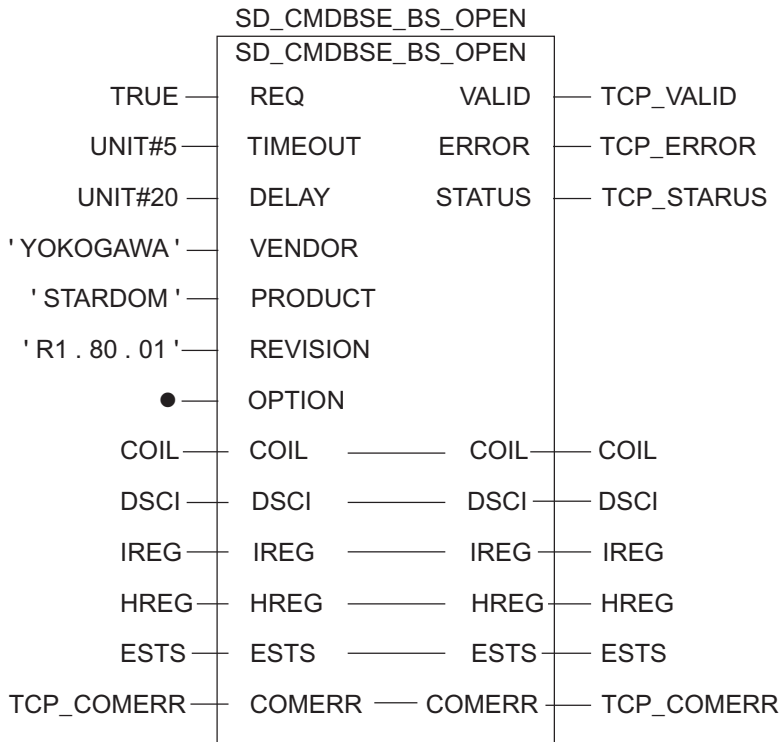 SD_CMDBSE_BS_OPEN
SD_CMDBSE_BS_OPEN
TRUE REQ VALID TCP_VALID
UNIT#5 TIMEOUT ERROR TCP_ERROR
UNIT#20 DELAY STATUS TCP_STARUS
' YOKOGAWA ' VENDOR
' STARDOM ' PRODUCT
' R1 . 80 . 01 ' REVISION
OPTION
COIL COIL COIL COIL
DSCI DSCI DSCI DSCI
IREG IREG IREG IREG
HREG HREG HREG HREG
ESTS ESTS ESTS ESTS
TCP_COMERR COMERR COMERR TCP_COMERR